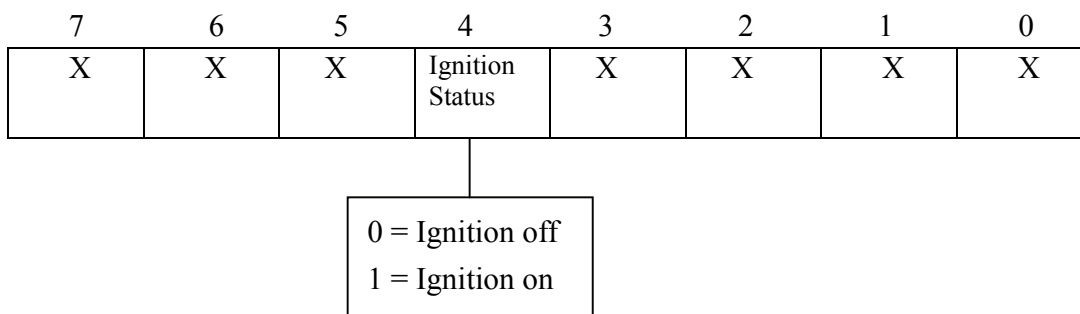 7 6 5 4 3 2 1 0
X X X Ignition X X X X
Status
0 = Ignition off
1 = Ignition on